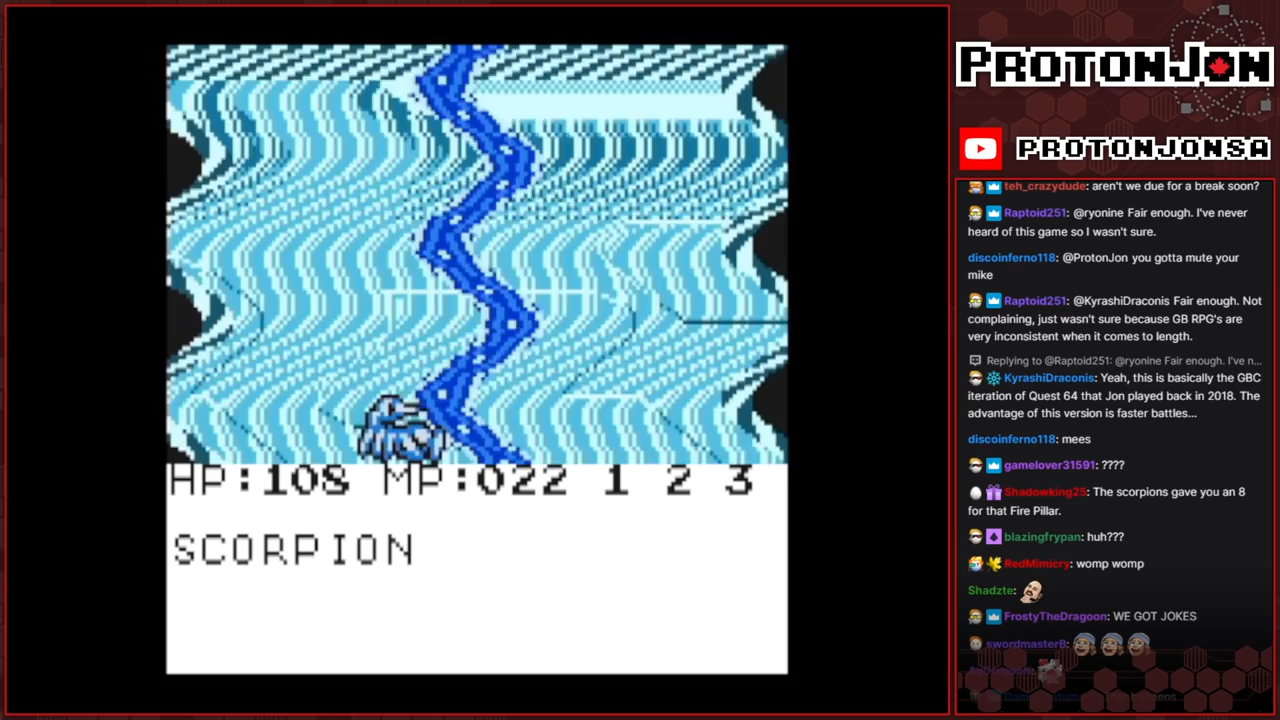 HP:108 MP:022 1 2 3
SCORPION
PROTONJON
PROTONJONSA
teh_crazydude: aren't we due for a break soon?
Raptoid251: @ryonine Fair enough. I've never
heard of this game so I wasn't sure.
discoinferno118: @ProtonJon you gotta mute your
mike
Raptoid251: @KyrashiDraconis Fair enough. Not
complaining, just wasn't sure because GB RPG's are
very inconsistent when it comes to length.
Replying to @Raptoid251: @ryonine Fair enough. I've n...
KyrashiDraconis: Yeah, this is basically the GBC
iteration of Quest 64 that Jon played back in 2018. The
advantage of this version is faster battles...
discoinferno118: mees
gamelover31591: ????
Shadowking25: The scorpions gave you an 8
for that Fire Pillar.
blazingfrypan: huh???
RedMimicry: womp womp
Shadzte:
FrostyTheDragoon: WE GOT JOKES
swordmasterB: